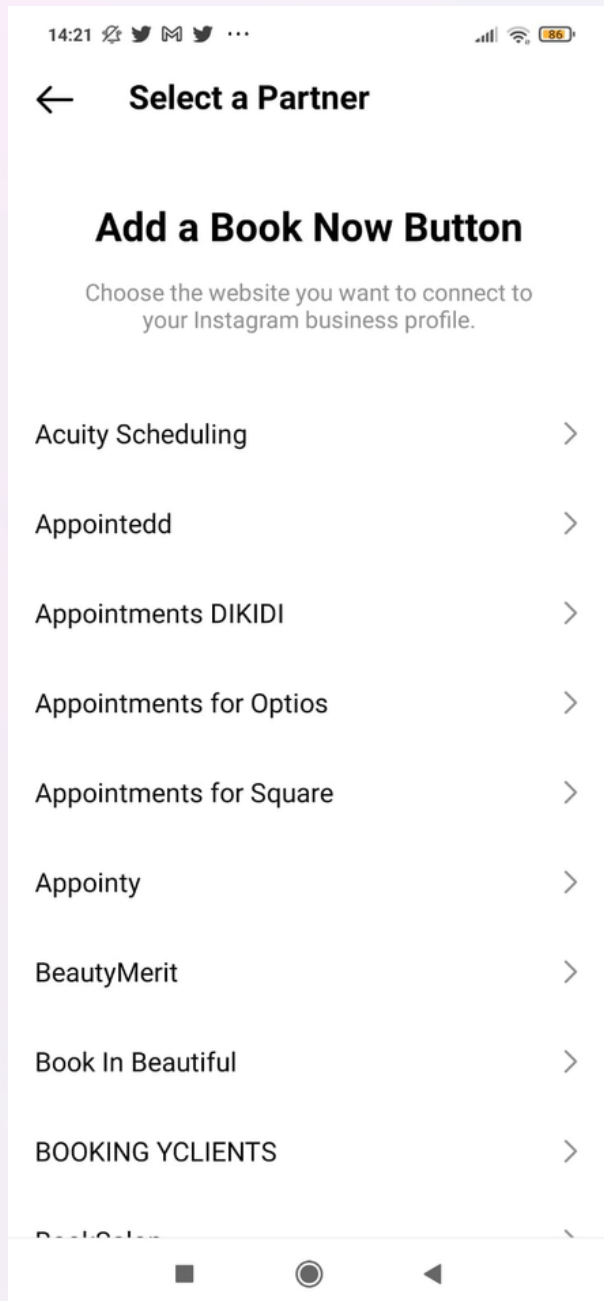 14:21
86
Select a Partner
Add a Book Now Button
Choose the website you want to connect to
your Instagram business profile.
Acuity Scheduling
Appointedd
Appointments DIKIDI
Appointments for Optios
Appointments for Square
Appointy
BeautyMerit
Book In Beautiful
BOOKING YCLIENTS